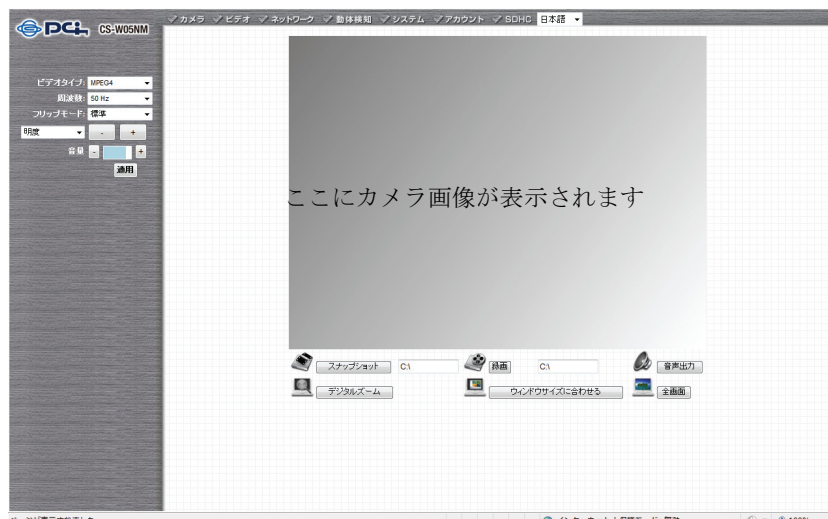 PCi CS-W05NM
カメラ ビデオ ネットワーク 動体検知 システム アカウント SDHC 日本語
ビデオタイプ: MPEG4
周波数: 50 Hz
フリップモード: 標準
明度 - +
音量 - +
適用
ここにカメラ画像が表示されます
スナップショット C:\ 録画 C:\ 音声出力
デジタルズーム ウィンドウサイズに合わせる 全画面